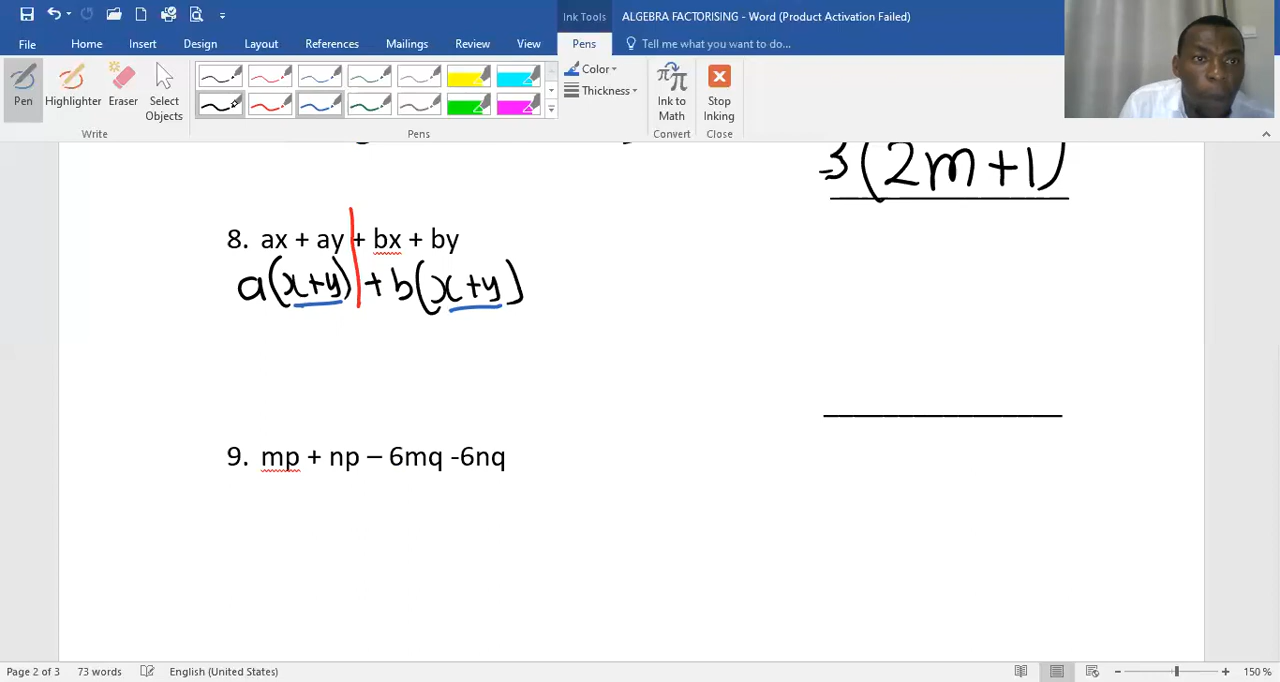 Ink Tools
ALGEBRA FACTORISING - Word (Product Activation Failed)
File Home Insert Design Layout References Mailings Review View Pens Tell me what you want to do...
Pen Highlighter Eraser Select Objects
Color
Thickness
Ink to Math
Stop Inking
Write Pens Convert Close
-3(2m+1)
8. ax + ay + bx + by
a(x+y) + b(x+y)
9. mp + np – 6mq -6nq
Page 2 of 3 73 words English (United States) 150 %